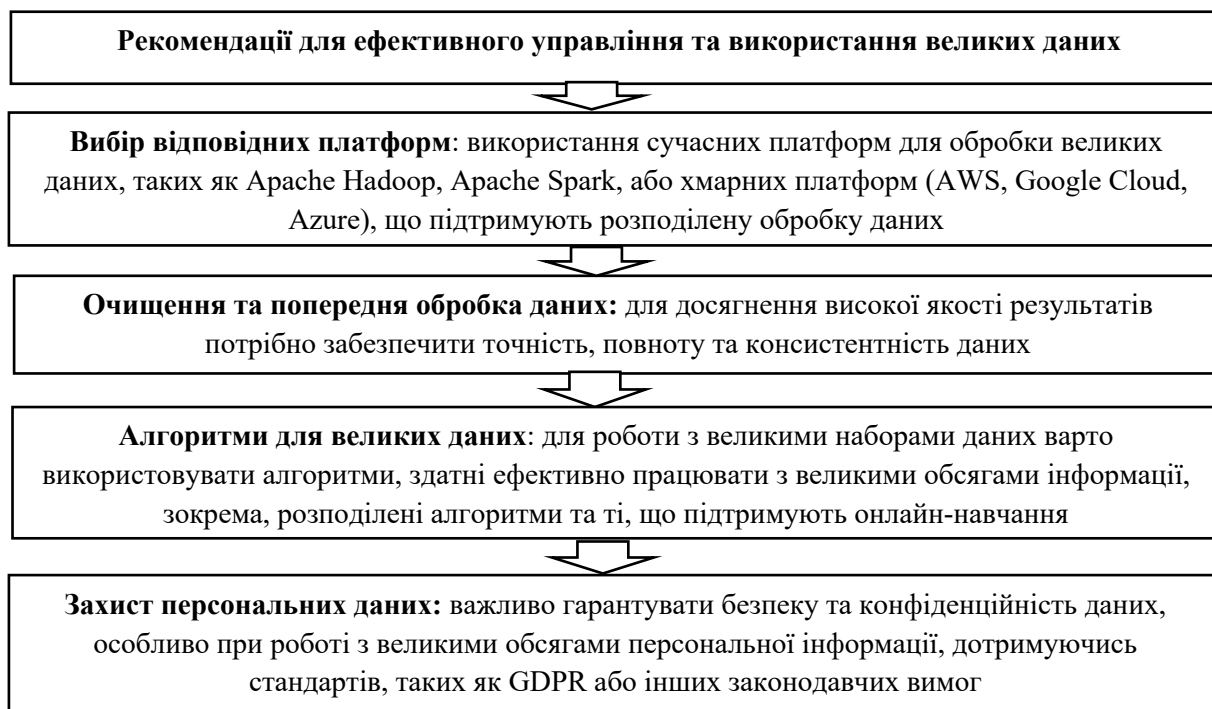 Рекомендації для ефективного управління та використання великих даних
Вибір відповідних платформ: використання сучасних платформ для обробки великих
даних, таких як Apache Hadoop, Apache Spark, або хмарних платформ (AWS, Google Cloud,
Azure), що підтримують розподілену обробку даних
Очищення та попередня обробка даних: для досягнення високої якості результатів
потрібно забезпечити точність, повноту та консистентність даних
Алгоритми для великих даних: для роботи з великими наборами даних варто
використовувати алгоритми, здатні ефективно працювати з великими обсягами інформації,
зокрема, розподілені алгоритми та ті, що підтримують онлайн-навчання
Захист персональних даних: важливо гарантувати безпеку та конфіденційність даних,
особливо при роботі з великими обсягами персональної інформації, дотримуючись
стандартів, таких як GDPR або інших законодавчих вимог